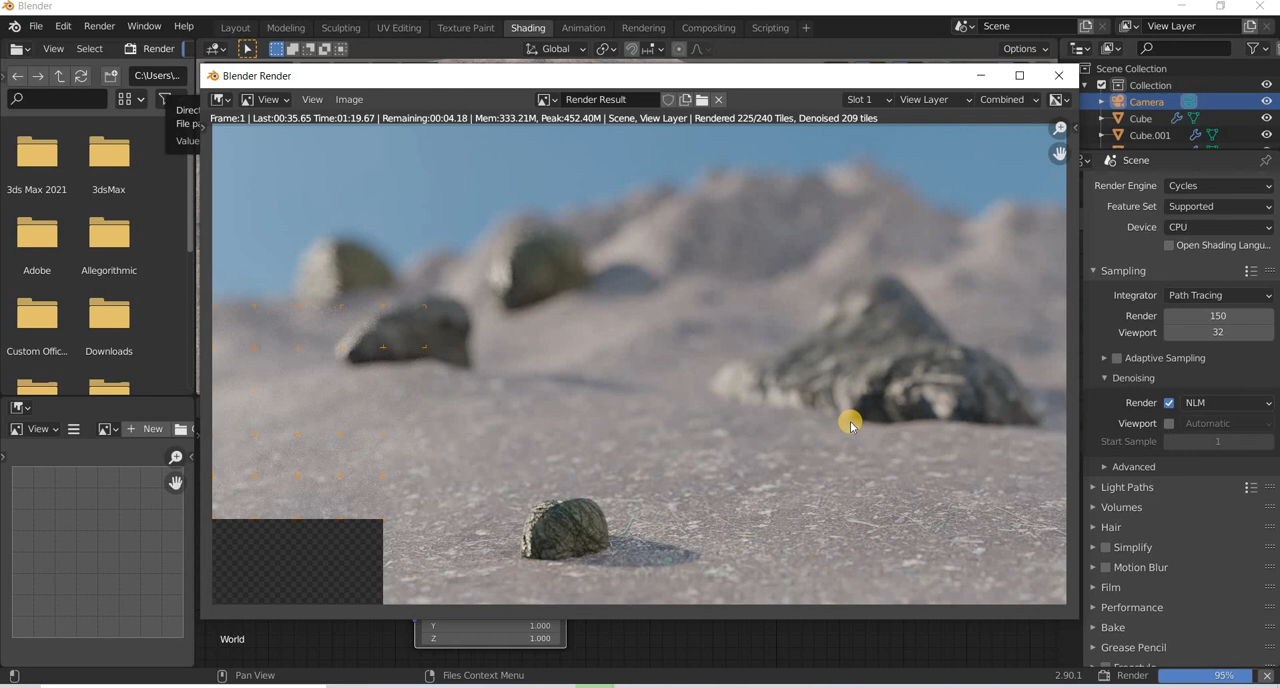 Blender
File Edit Render Window Help
Layout Modeling Sculpting UV Editing Texture Paint Shading Animation Rendering Compositing Scripting +
Scene
View Layer
View Select Render
Global
Options
C:\Users\...
Direct
File pa
Value
3ds Max 2021 3dsMax
Adobe Allegorithmic
Custom Offic... Downloads
View + New
Blender Render
View View Image
Render Result
Slot 1 View Layer Combined
Frame:1 | Last:00:35.65 Time:01:19.67 | Remaining:00:04.18 | Mem:333.21M, Peak:452.40M | Scene, View Layer | Rendered 225/240 Tiles, Denoised 209 tiles
World
Y 1.000
Z 1.000
Scene Collection
Collection
Camera
Cube
Cube.001
Scene
Render Engine Cycles
Feature Set Supported
Device CPU
Open Shading Langu...
Sampling
Integrator Path Tracing
Render 150
Viewport 32
Adaptive Sampling
Denoising
Render NLM
Viewport Automatic
Start Sample 1
Advanced
Light Paths
Volumes
Hair
Simplify
Motion Blur
Film
Performance
Bake
Grease Pencil
Pan View
Files Context Menu
2.90.1 Render 95%